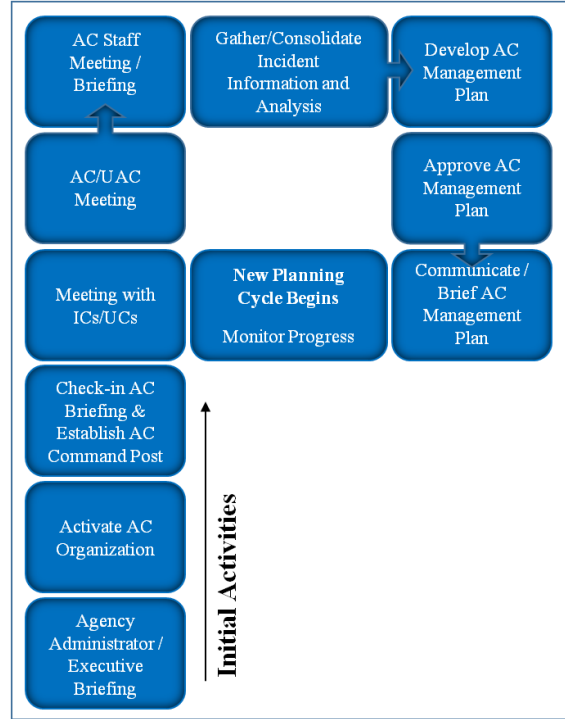 AC Staff
Meeting /
Briefing
Gather/Consolidate
Incident
Information and
Analysis
Develop AC
Management
Plan
AC/UAC
Meeting
Approve AC
Management
Plan
Meeting with
ICs/UCs
New Planning
Cycle Begins
Monitor Progress
Communicate /
Brief AC
Management
Plan
Check-in AC
Briefing &
Establish AC
Command Post
Activate AC
Organization
Agency
Administrator /
Executive
Briefing
Initial Activities